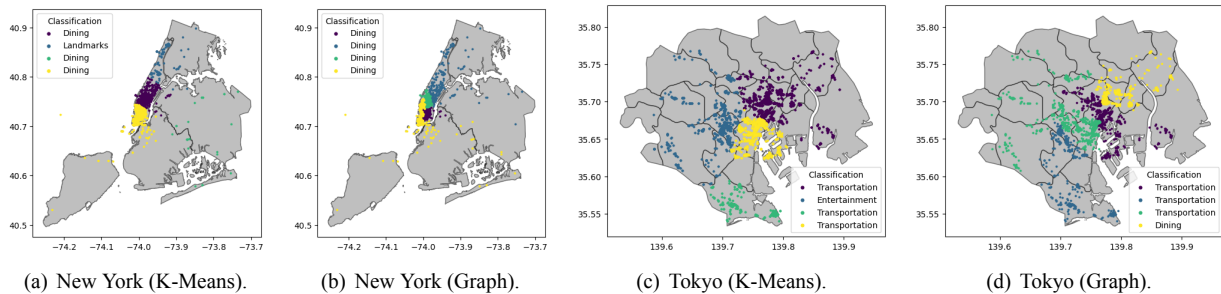 Classification
Dining
Landmarks
Dining
Dining
40.9
40.8
40.7
40.6
40.5
−74.2
−74.1
−74.0
−73.9
−73.8
−73.7
(a) New York (K-Means).
Classification
Dining
Dining
Dining
Dining
40.9
40.8
40.7
40.6
40.5
−74.2
−74.1
−74.0
−73.9
−73.8
−73.7
(b) New York (Graph).
35.80
35.75
35.70
35.65
35.60
35.55
Classification
Transportation
Entertainment
Transportation
Transportation
139.6
139.7
139.8
139.9
(c) Tokyo (K-Means).
35.80
35.75
35.70
35.65
35.60
35.55
Classification
Transportation
Transportation
Transportation
Dining
139.6
139.7
139.8
139.9
(d) Tokyo (Graph).